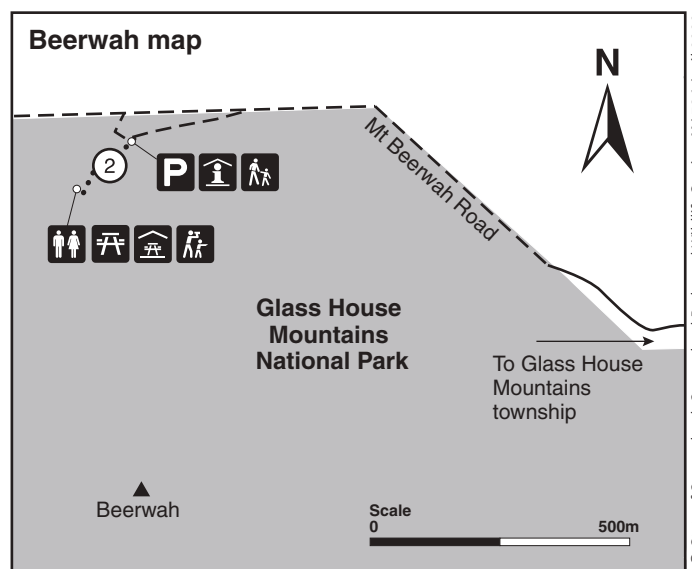 Beerwah map
N
Mt Beerwah Road
2
P
i
Glass House
Mountains
National Park
To Glass House
Mountains
township
Beerwah
Scale
0 500m